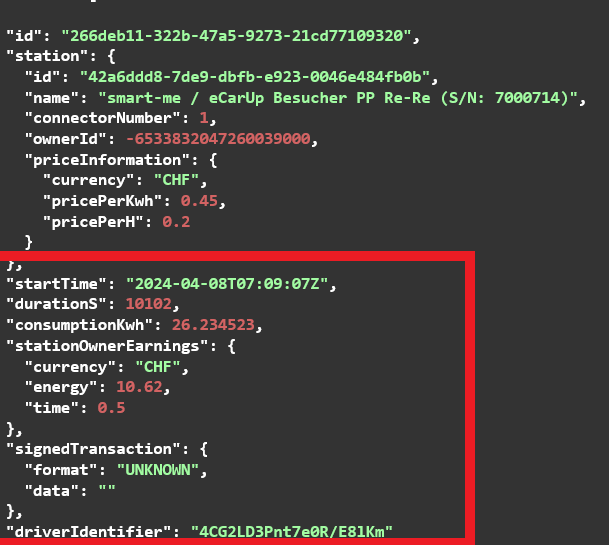 "id": "266deb11-322b-47a5-9273-21cd77109320",
"station": {
"id": "42a6ddd8-7de9-dbfb-e923-0046e484fb0b",
"name": "smart-me / eCarUp Besucher PP Re-Re (S/N: 7000714)",
"connectorNumber": 1,
"ownerId": -6533832047260039000,
"priceInformation": {
"currency": "CHF",
"pricePerKwh": 0.45,
"pricePerH": 0.2
}
},
"startTime": "2024-04-08T07:09:07Z",
"durationS": 10102,
"consumptionKwh": 26.234523,
"stationOwnerEarnings": {
"currency": "CHF",
"energy": 10.62,
"time": 0.5
},
"signedTransaction": {
"format": "UNKNOWN",
"data": ""
},
"driverIdentifier": "4CG2LD3Pnt7e0R/E81Km"